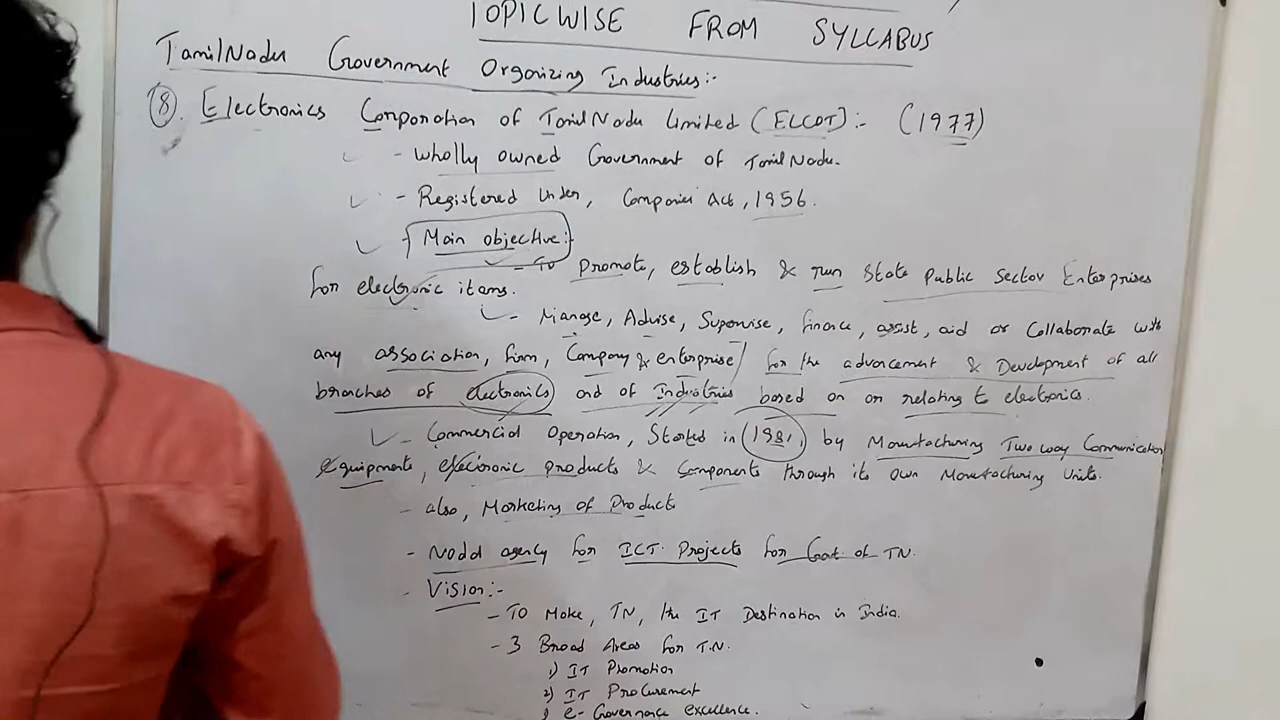 TOPICWISE FROM SYLLABUS
TamilNadu Government Organizing Industries:-
(8). Electronics Corporation of TamilNadu Limited (ELCOT):- (1977)
- Wholly owned Government of TamilNadu.
- Registered under, Companies Act, 1956.
Main objective:-
- To promote, establish & run State Public Sector Enterprises
for electronic items.
- Manage, Advise, Supervise, finance, assist, aid or Collaborate with
any association, firm, Company & enterprise for the advancement & Development of all
branches of electronics and of Industries based on or relating to electronics.
- Commercial Operation, Started in 1981, by Manufacturing Two way Communication
equipments, electronic products & Components through its own Manufacturing Units.
- also, Marketing of Products
- Nodal agency for ICT Projects for Govt. of TN.
- Vision:-
- To Make, TN, the IT Destination in India.
- 3 Broad Areas for T.N.
1) IT Promotion
2) IT Procurement
) e-Governance excellence.